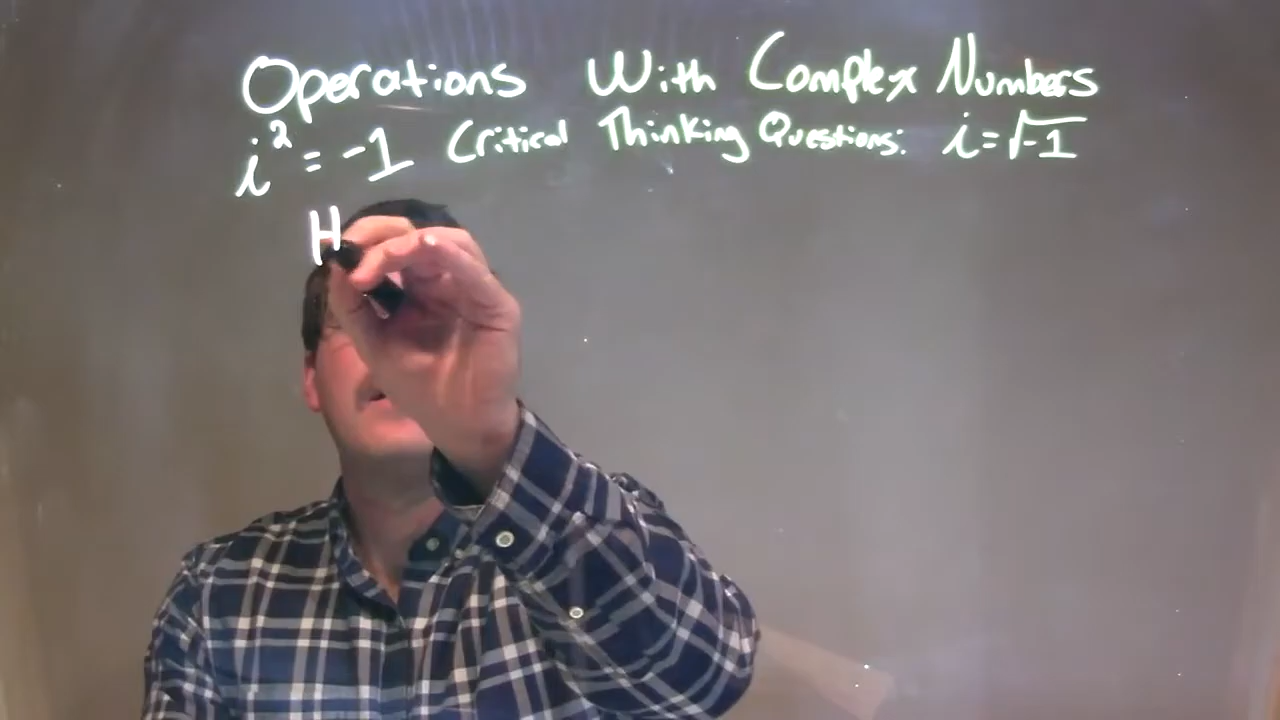 Operations With Complex Numbers
i² = -1 Critical Thinking Questions: i = √-1
H